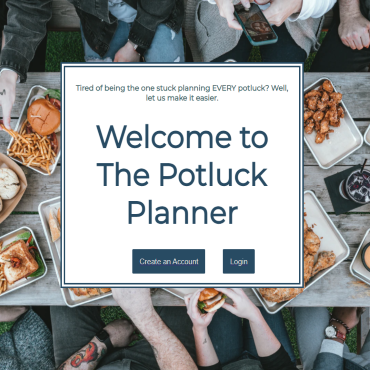 Tired of being the one stuck planning EVERY potluck? Well,
let us make it easier.
Welcome to
The Potluck
Planner
Create an Account
Login